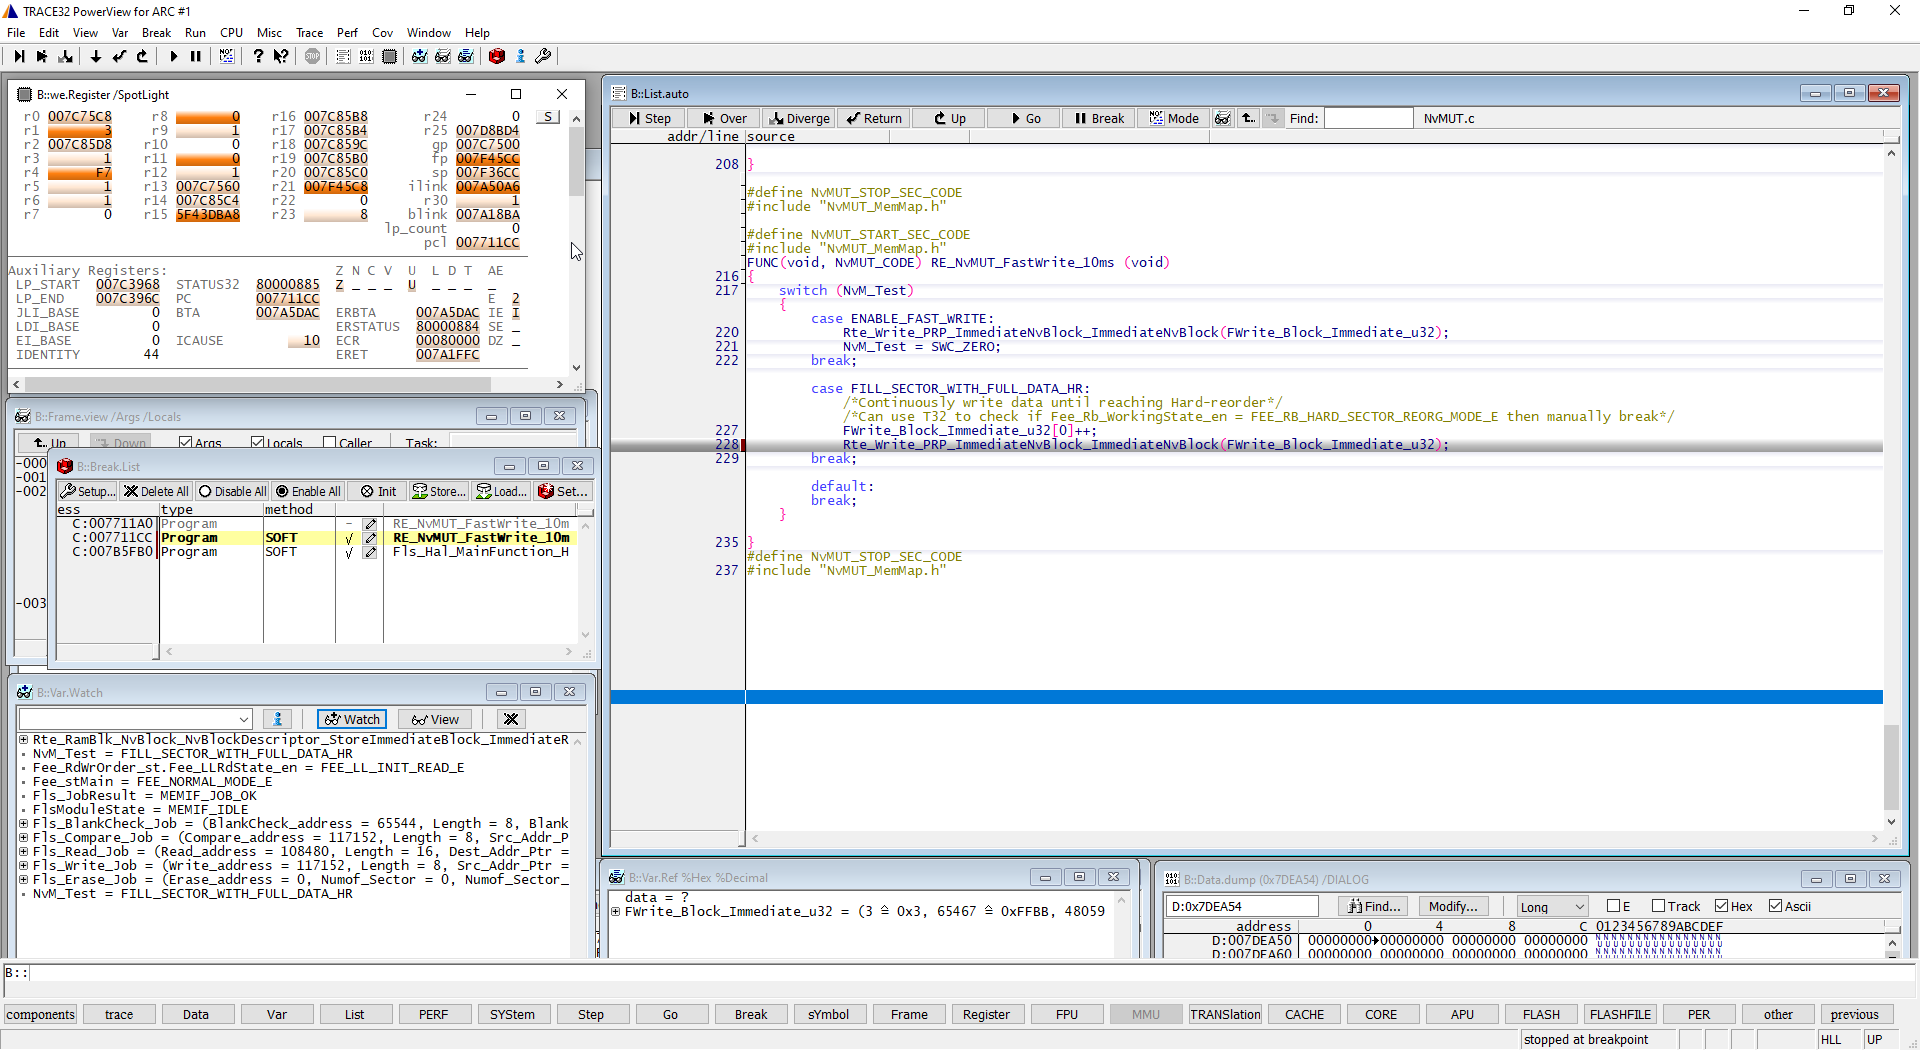 TRACE32 PowerView for ARC #1
File Edit View Var Break Run CPU Misc Trace Perf Cov Window Help
B::we.Register /SpotLight
r0 007C75C8 r8 0 r16 007C85B8 r24 0 S
r1 3 r9 1 r17 007C85B4 r25 007D8BD4
r2 007C85D8 r10 0 r18 007C859C gp 007C7500
r3 1 r11 0 r19 007C85B0 fp 007F45CC
r4 F7 r12 1 r20 007C85C0 sp 007F36CC
r5 1 r13 007C7560 r21 007F45C8 ilink 007A50A6
r6 1 r14 007C85C4 r22 0 r30 1
r7 0 r15 5F43DBA8 r23 8 blink 007A18BA
lp_count 0
pcl 007711CC
Auxiliary Registers: Z N C V U L D T AE
LP_START 007C3968 STATUS32 80000885 Z _ _ _ U _ _ _ _
LP_END 007C396C PC 007711CC E 2
JLI_BASE 0 BTA 007A5DAC ERBTA 007A5DAC IE I
LDI_BASE 0 ERSTATUS 80000884 SE _
EI_BASE 0 ICAUSE 10 ECR 00080000 DZ _
IDENTITY 44 ERET 007A1FFC
B::Frame.view /Args /Locals
Up Down Args Locals Caller Task:
-000
-001
-002
-003
B::Break.List
Setup... Delete All Disable All Enable All Init Store... Load... Set...
ess type method
C:007711A0 Program - RE_NvMUT_FastWrite_10m
C:007711CC Program SOFT √ RE_NvMUT_FastWrite_10m
C:007B5FB0 Program SOFT √ Fls_Hal_MainFunction_H
B::Var.Watch
Watch View
Rte_RamBlk_NvBlock_NvBlockDescriptor_StoreImmediateBlock_ImmediateR
NvM_Test = FILL_SECTOR_WITH_FULL_DATA_HR
Fee_RdWrOrder_st.Fee_LLRdState_en = FEE_LL_INIT_READ_E
Fee_stMain = FEE_NORMAL_MODE_E
Fls_JobResult = MEMIF_JOB_OK
FlsModuleState = MEMIF_IDLE
Fls_BlankCheck_Job = (BlankCheck_address = 65544, Length = 8, Blank
Fls_Compare_Job = (Compare_address = 117152, Length = 8, Src_Addr_P
Fls_Read_Job = (Read_address = 108480, Length = 16, Dest_Addr_Ptr =
Fls_Write_Job = (Write_address = 117152, Length = 8, Src_Addr_Ptr =
Fls_Erase_Job = (Erase_address = 0, Numof_Sector = 0, Numof_Sector_
NvM_Test = FILL_SECTOR_WITH_FULL_DATA_HR
B::List.auto
Step Over Diverge Return Up Go Break Mode Find: NvMUT.c
addr/line source
208 }
#define NvMUT_STOP_SEC_CODE
#include "NvMUT_MemMap.h"
#define NvMUT_START_SEC_CODE
#include "NvMUT_MemMap.h"
FUNC(void, NvMUT_CODE) RE_NvMUT_FastWrite_10ms (void)
216 {
217 switch (NvM_Test)
{
case ENABLE_FAST_WRITE:
220 Rte_Write_PRP_ImmediateNvBlock_ImmediateNvBlock(FWrite_Block_Immediate_u32);
221 NvM_Test = SWC_ZERO;
222 break;
case FILL_SECTOR_WITH_FULL_DATA_HR:
/*Continuously write data until reaching Hard-reorder*/
/*Can use T32 to check if Fee_Rb_WorkingState_en = FEE_RB_HARD_SECTOR_REORG_MODE_E then manually break*/
227 FWrite_Block_Immediate_u32[0]++;
228 Rte_Write_PRP_ImmediateNvBlock_ImmediateNvBlock(FWrite_Block_Immediate_u32);
229 break;
default:
break;
}
235 }
#define NvMUT_STOP_SEC_CODE
237 #include "NvMUT_MemMap.h"
B::Var.Ref %Hex %Decimal
data = ?
FWrite_Block_Immediate_u32 = (3 ≙ 0x3, 65467 ≙ 0xFFBB, 48059
B::Data.dump (0x7DEA54) /DIALOG
D:0x7DEA54 Find... Modify... Long E Track Hex Ascii
address 0 4 8 C 0123456789ABCDEF
D:007DEA50 00000000 00000000 00000000 00000000
D:007DEA60 00000000 00000000 00000000 00000000
B::
components trace Data Var List PERF SYStem Step Go Break sYmbol Frame Register FPU MMU TRANSlation CACHE CORE APU FLASH FLASHFILE PER other previous
stopped at breakpoint HLL UP